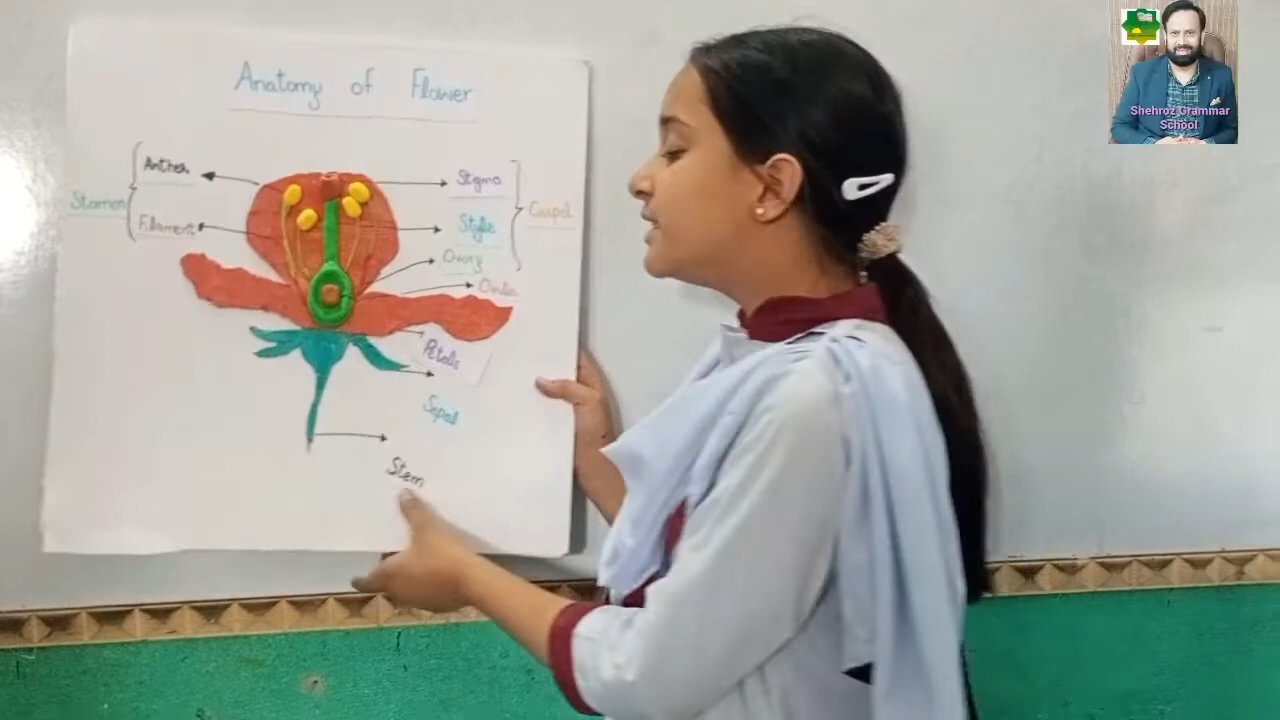 Anatomy of Flower
Anther
Stamen
Filament
Stigma
Style
Carpel
Ovary
Ovule
Petals
Sepal
Stem
Shehroz Grammar
School